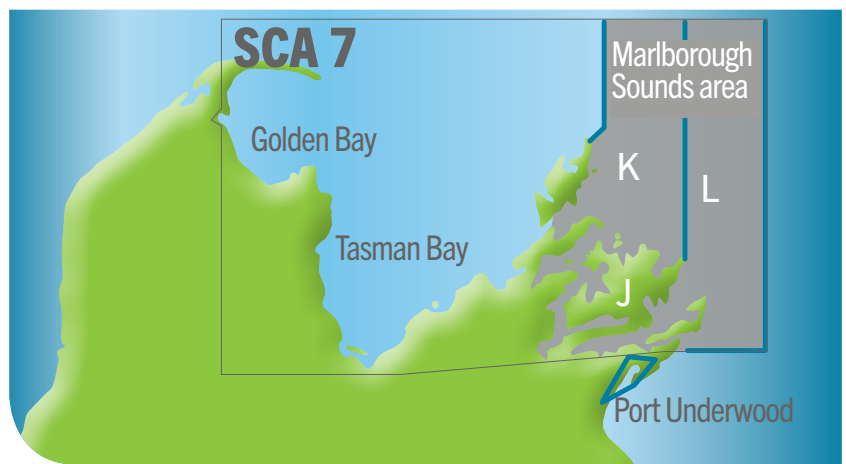 SCA 7
Marlborough
Sounds area
Golden Bay
K
L
Tasman Bay
J
Port Underwood